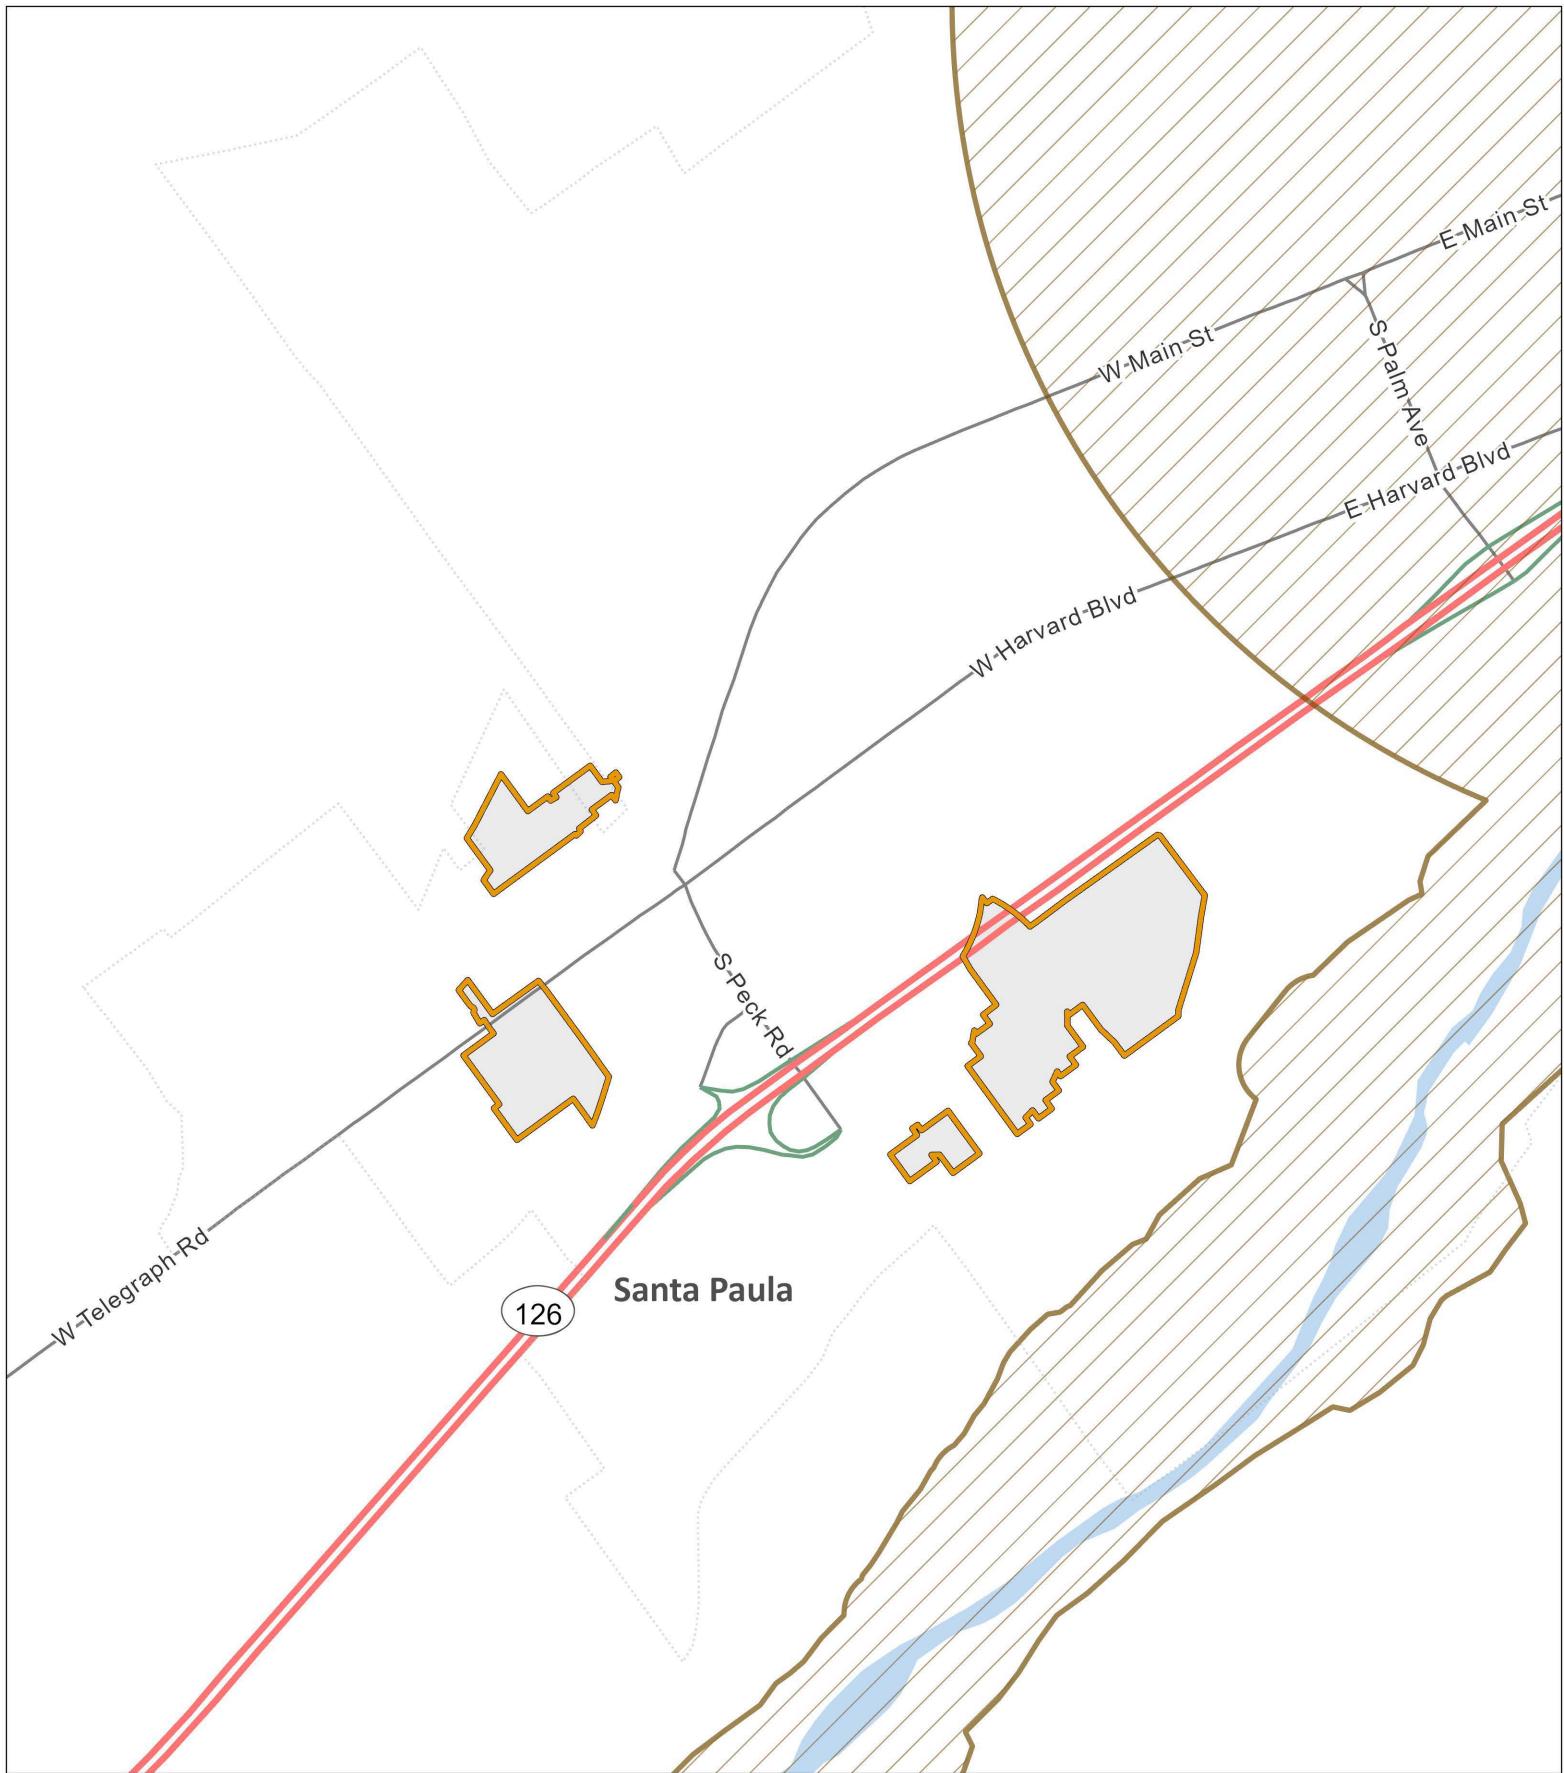 E Main St
W Main St
S Palm Ave
E Harvard Blvd
W Harvard Blvd
S Peck Rd
W Telegraph Rd
Santa Paula
126